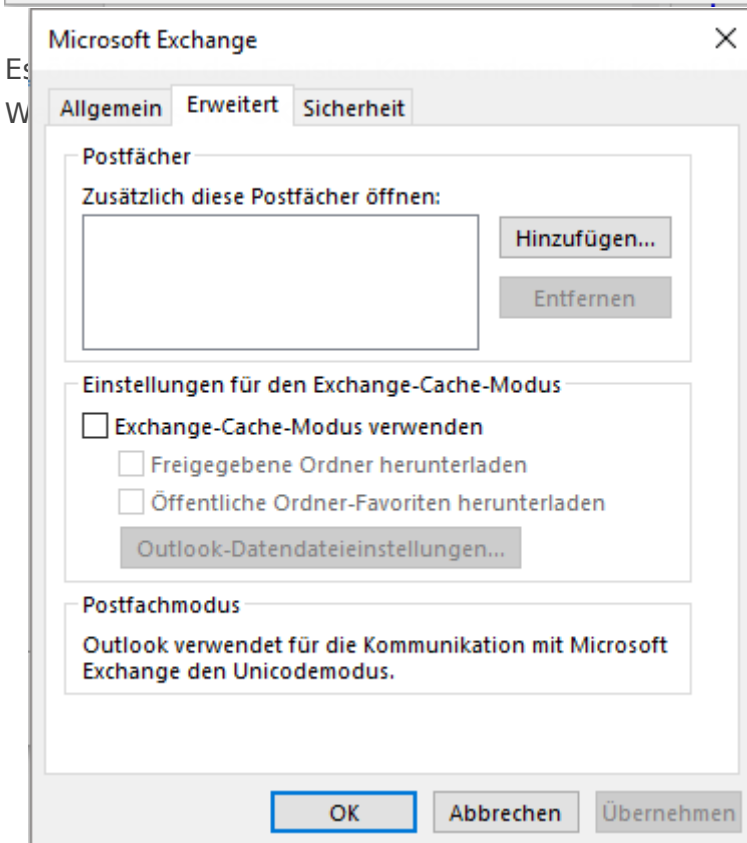 Microsoft Exchange
Allgemein Erweitert Sicherheit
Postfächer
Zusätzlich diese Postfächer öffnen:
Hinzufügen...
Entfernen
Einstellungen für den Exchange-Cache-Modus
Exchange-Cache-Modus verwenden
Freigegebene Ordner herunterladen
Öffentliche Ordner-Favoriten herunterladen
Outlook-Datendateieinstellungen...
Postfachmodus
Outlook verwendet für die Kommunikation mit Microsoft
Exchange den Unicodemodus.
OK Abbrechen Übernehmen